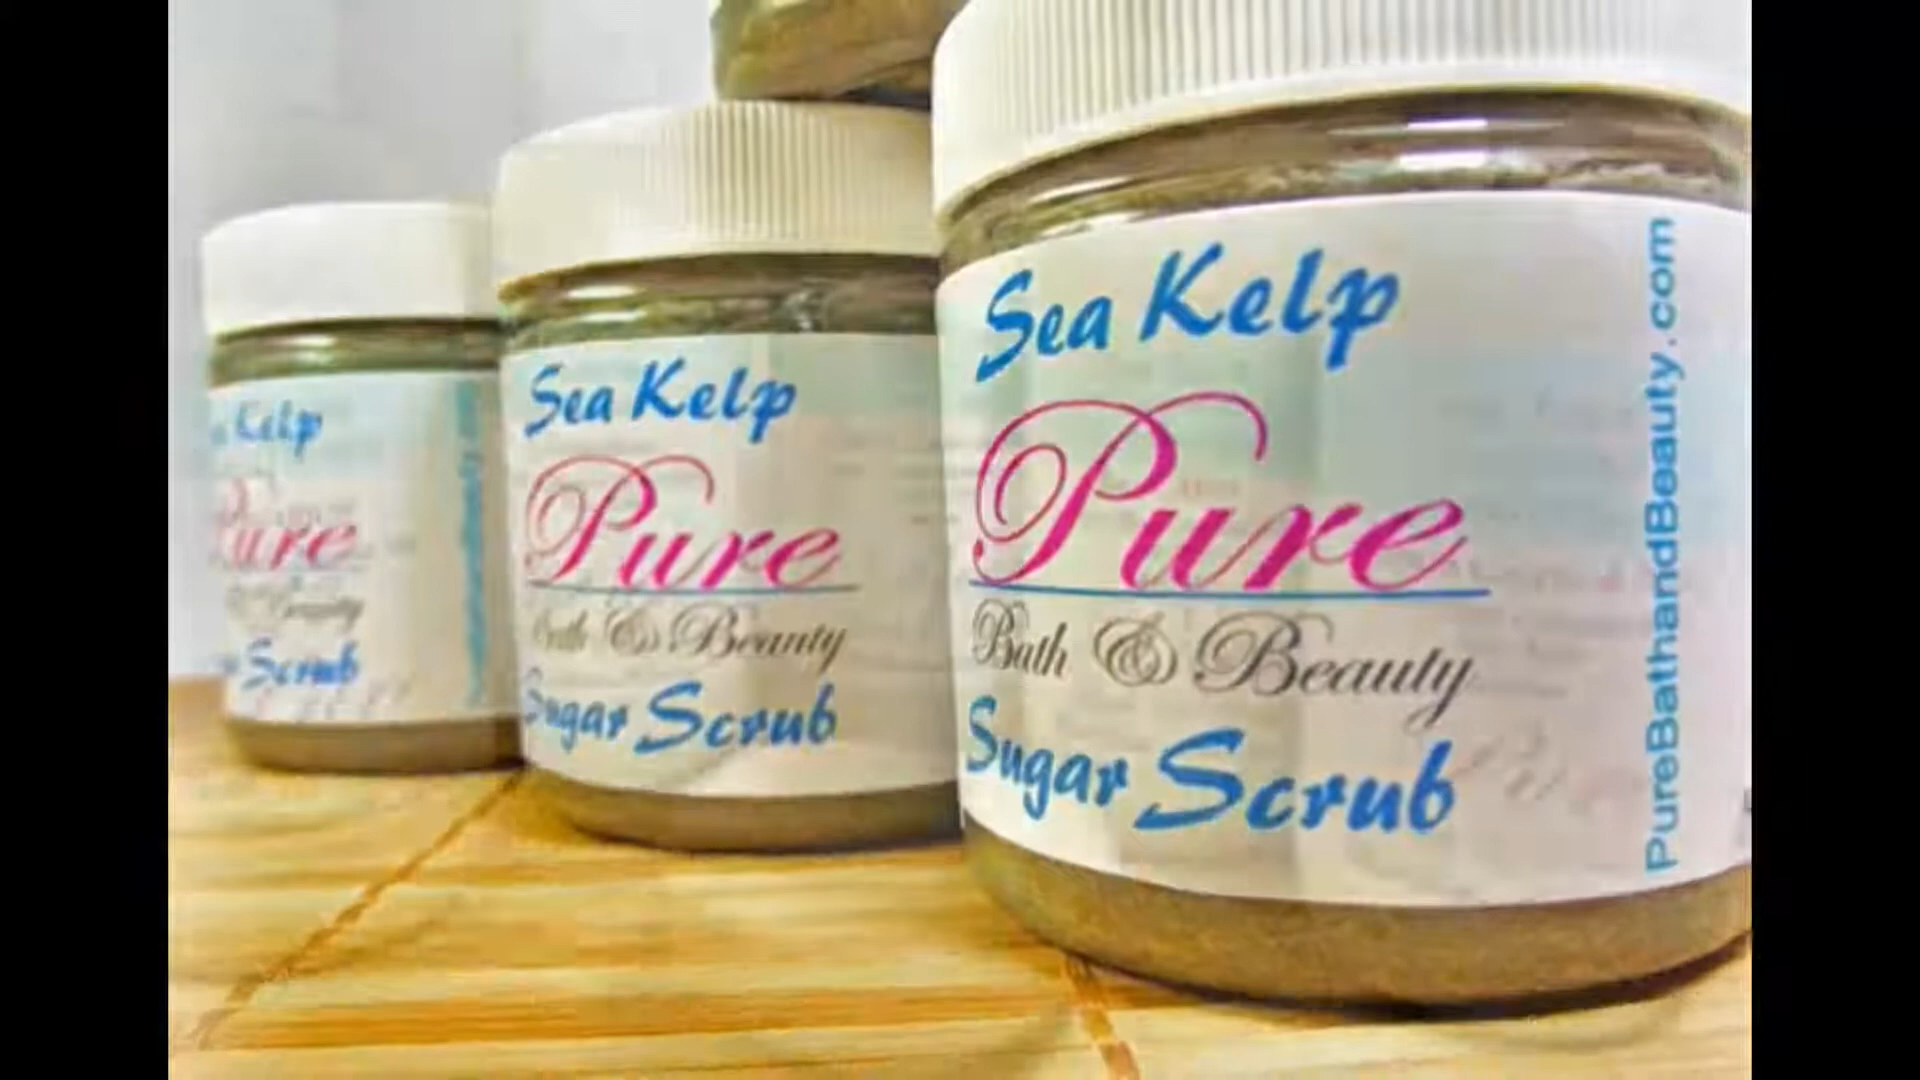 Kelp
Pure
Beauty
Scrub
Sea Kelp
Pure
Bath & Beauty
Sugar Scrub
Sea Kelp
Pure
Bath & Beauty
Sugar Scrub
PureBathandBeauty.com